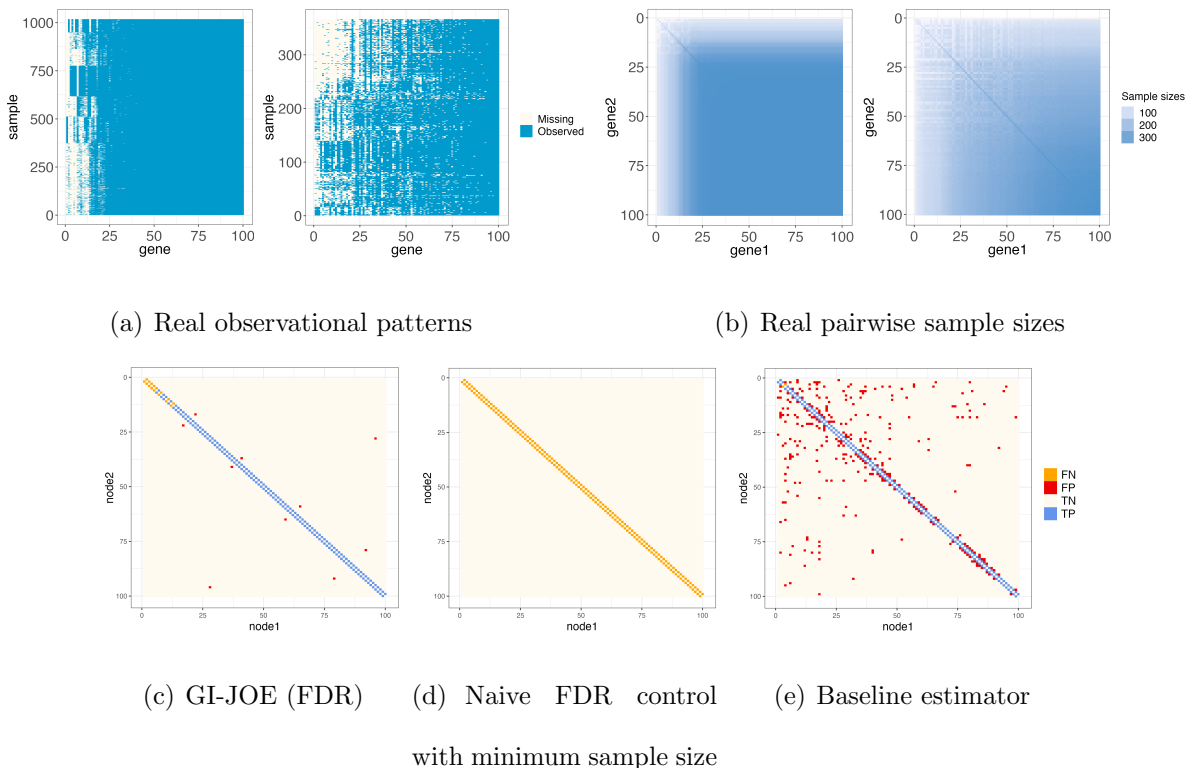 1000
750
500
250
0
sample
0 25 50 75 100
gene
300
200
100
0
sample
0 25 50 75 100
gene
Missing
Observed
0
25
50
75
100
gene2
0 25 50 75 100
gene1
0
25
50
75
100
gene2
0 25 50 75 100
gene1
Sample sizes
100
200
300
(a) Real observational patterns
(b) Real pairwise sample sizes
0
25
50
75
100
node2
0 25 50 75 100
node1
0
25
50
75
100
node2
0 25 50 75 100
node1
0
25
50
75
100
node2
0 25 50 75 100
node1
FN
FP
TN
TP
(c) GI-JOE (FDR)
(d) Naive FDR control
with minimum sample size
(e) Baseline estimator